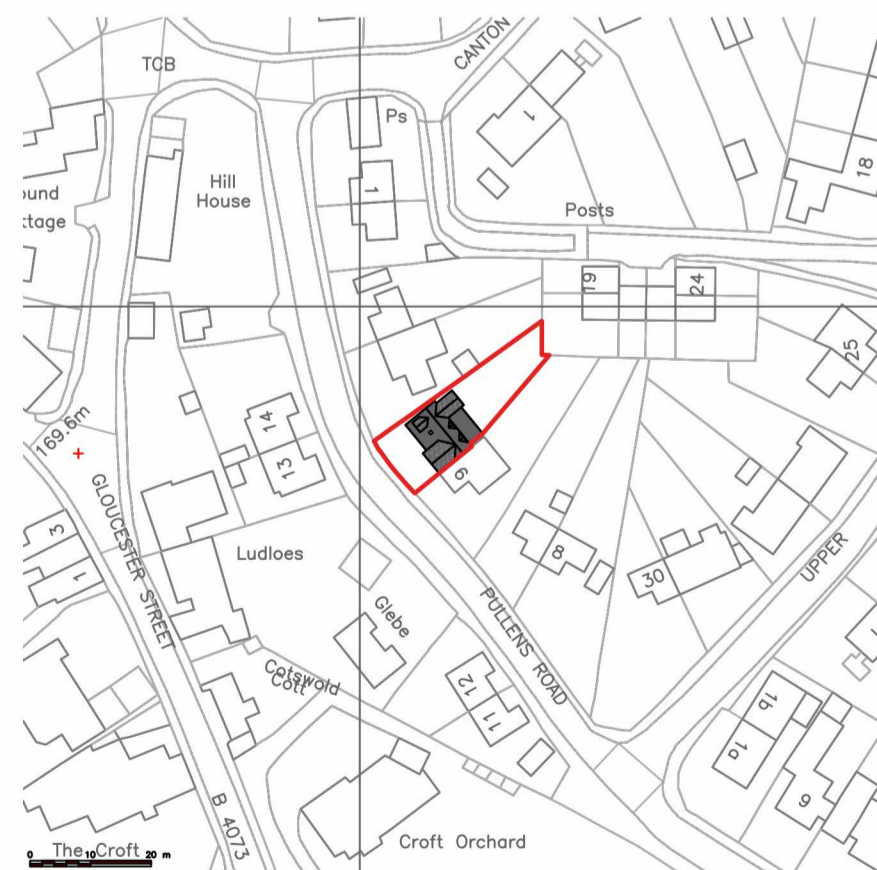 TCB
CANTON
Ps
1
18
Hill
House
ound
ttage
1
Posts
19
24
25
169.6m
14
13
9
GLOUCESTER STREET
3
1
Ludloes
8
30
UPPER
Glebe
PULLENS ROAD
Cotswold
Cott
12
11
1b
1a
9
B 4073
The Croft
Croft Orchard
0 10 20 m